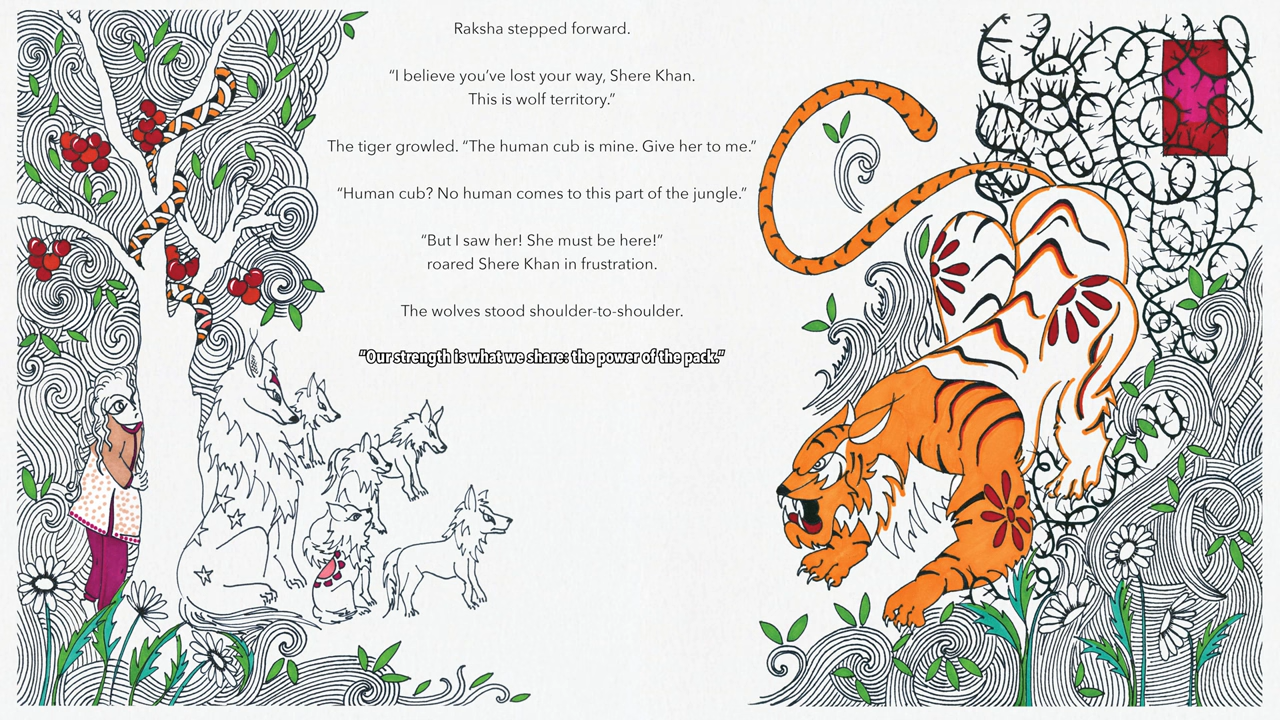 Raksha stepped forward.
“I believe you’ve lost your way, Shere Khan.
This is wolf territory.”
The tiger growled. “The human cub is mine. Give her to me.”
“Human cub? No human comes to this part of the jungle.”
“But I saw her! She must be here!”
roared Shere Khan in frustration.
The wolves stood shoulder-to-shoulder.
“Our strength is what we share: the power of the pack.”